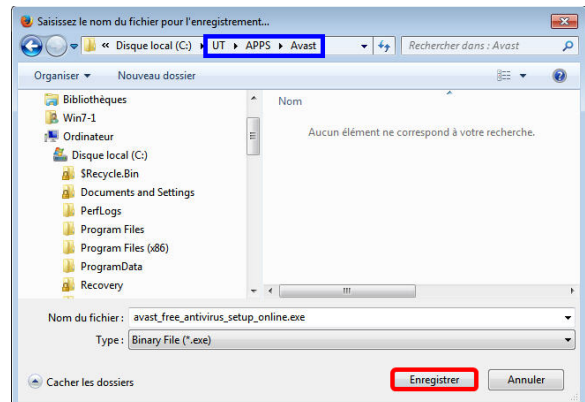 Saisissez le nom du fichier pour l'enregistrement...
« Disque local (C:) UT APPS Avast Rechercher dans : Avast
Organiser Nouveau dossier
Nom
Aucun élément ne correspond à votre recherche.
Bibliothèques
Win7-1
Ordinateur
Disque local (C:)
$Recycle.Bin
Documents and Settings
PerfLogs
Program Files
Program Files (x86)
ProgramData
Recovery
Nom du fichier : avast_free_antivirus_setup_online.exe
Type : Binary File (*.exe)
Cacher les dossiers Enregistrer Annuler